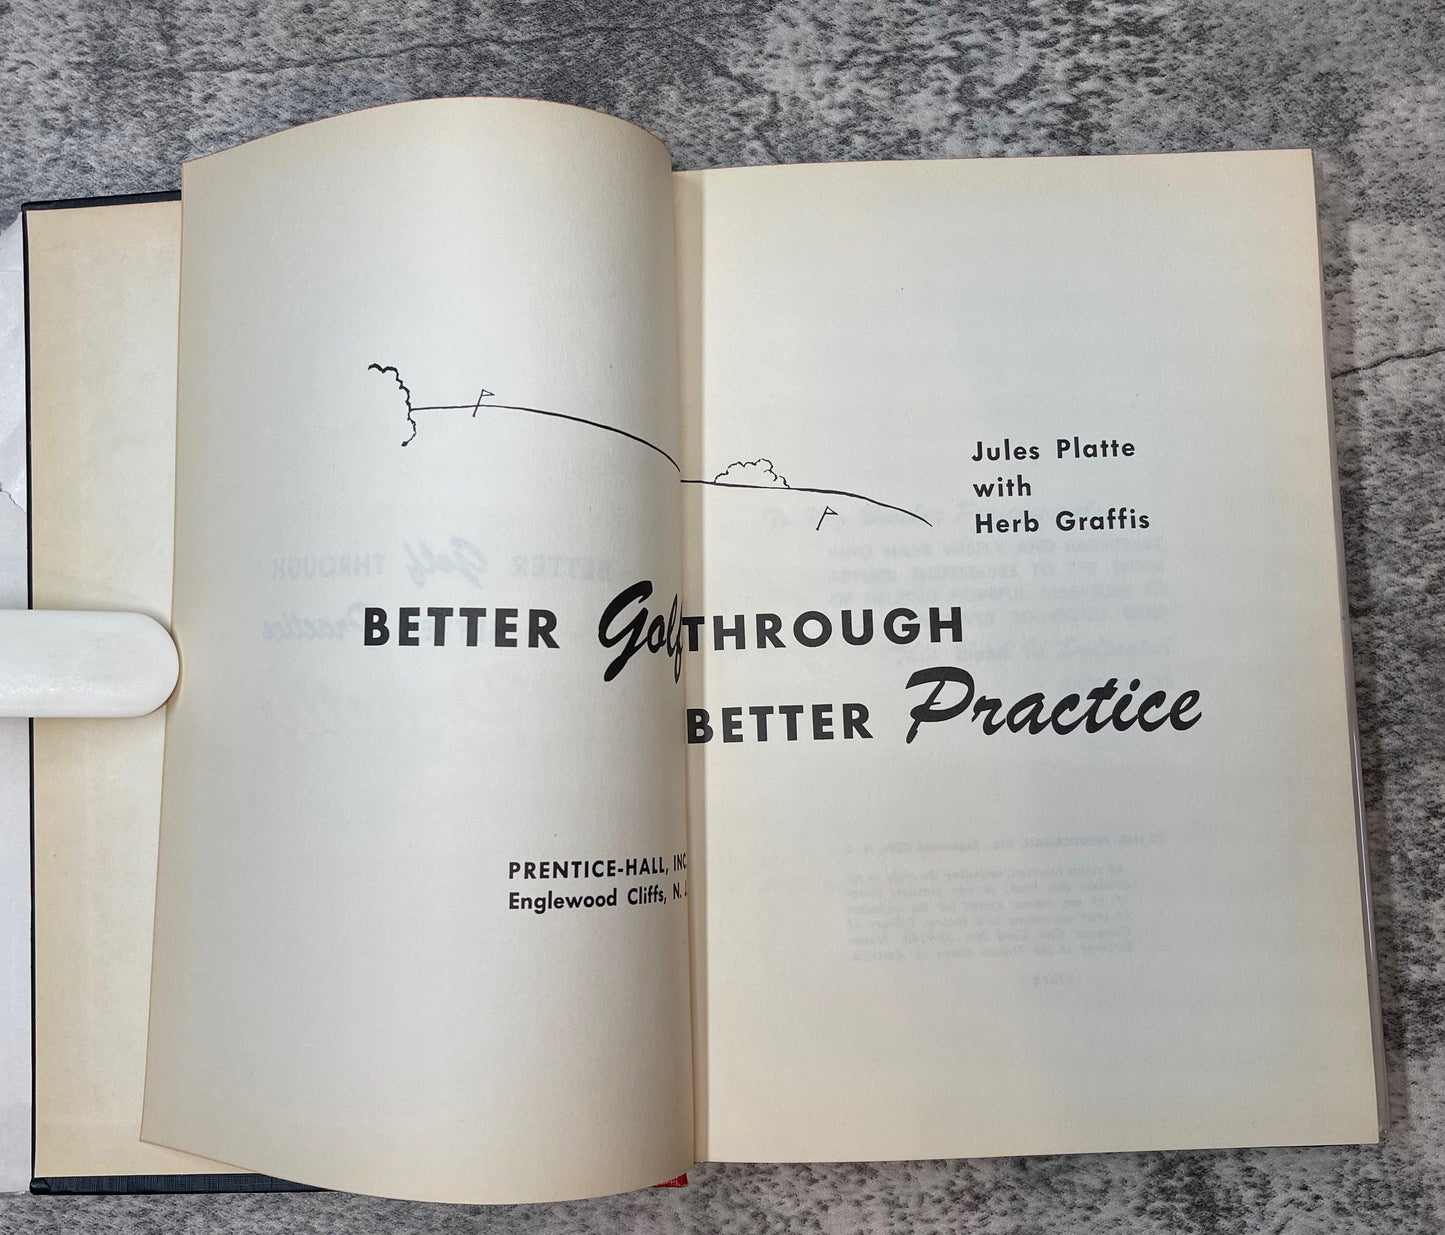 Jules Platte
with
Herb Graffis
BETTER Golf THROUGH
BETTER Practice
PRENTICE-HALL, INC.
Englewood Cliffs, N. J.